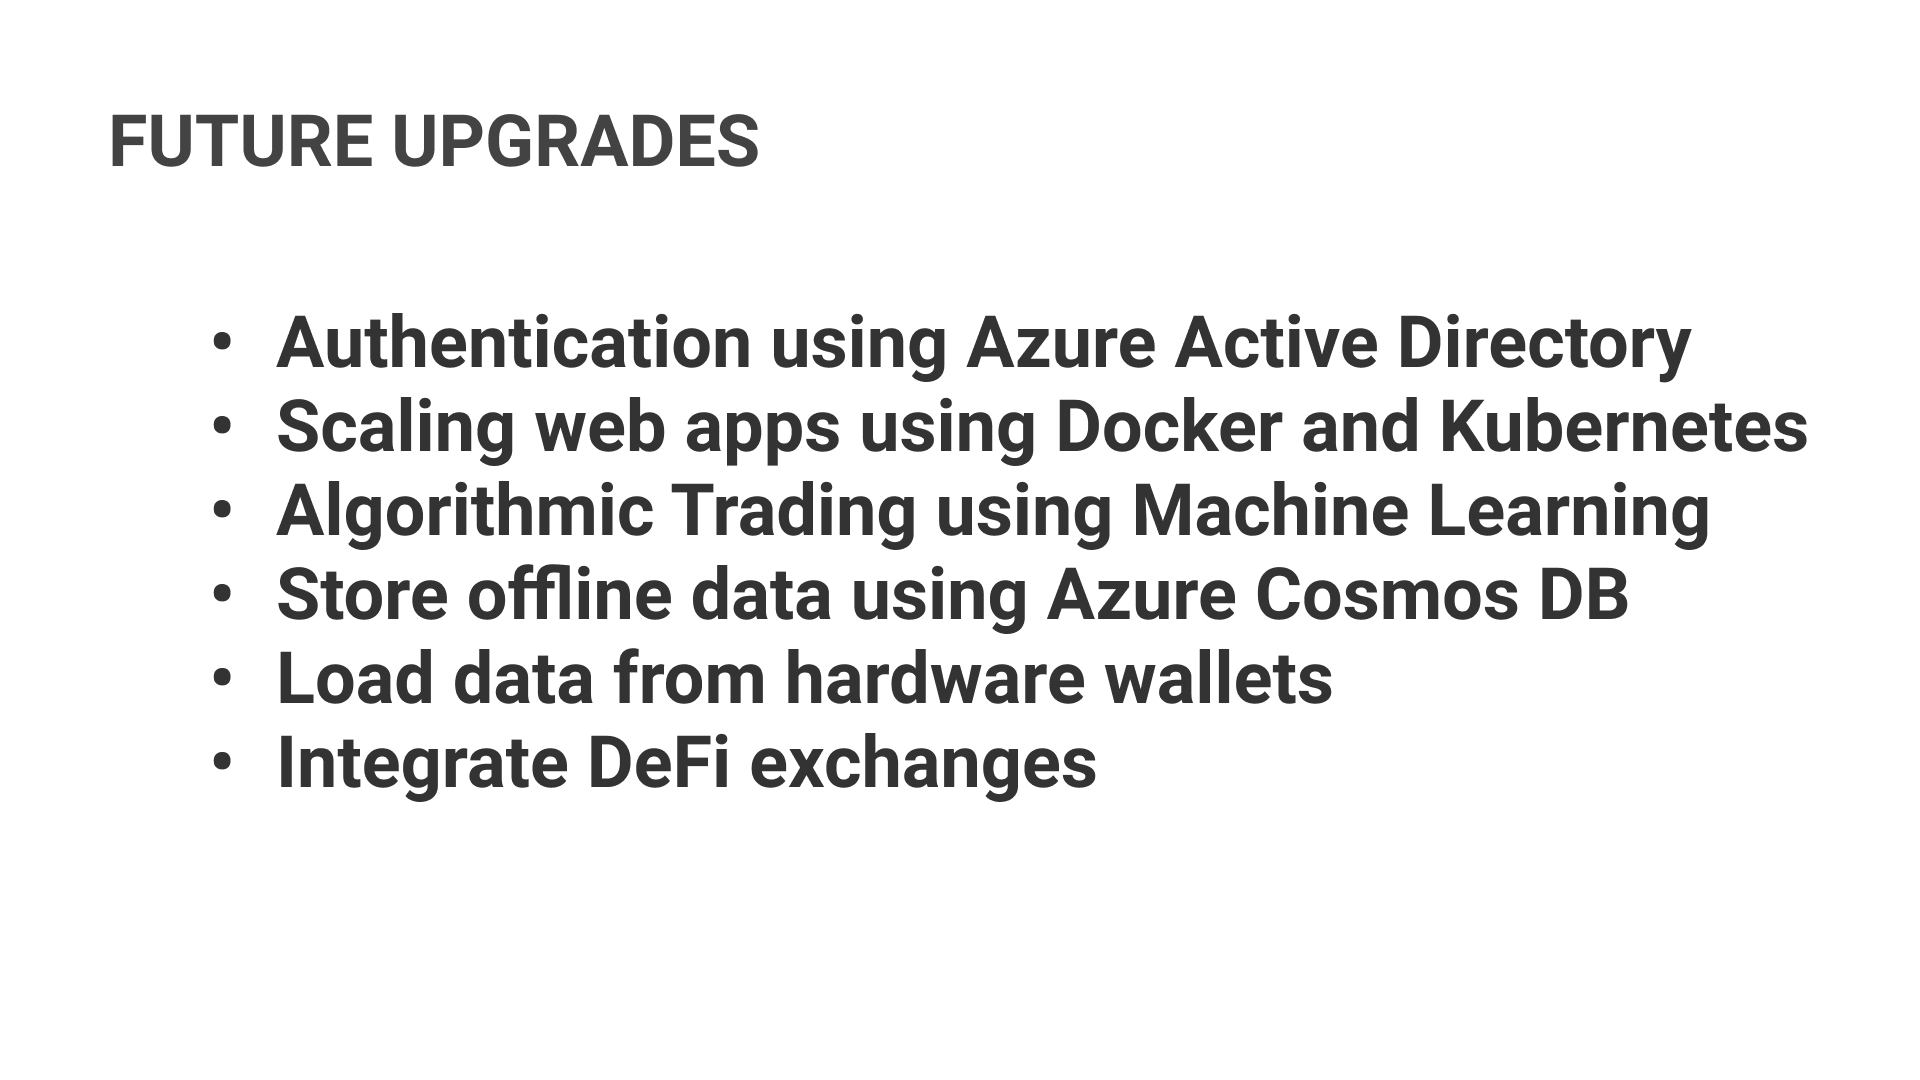 FUTURE UPGRADES
• Authentication using Azure Active Directory
• Scaling web apps using Docker and Kubernetes
• Algorithmic Trading using Machine Learning
• Store offline data using Azure Cosmos DB
• Load data from hardware wallets
• Integrate DeFi exchanges